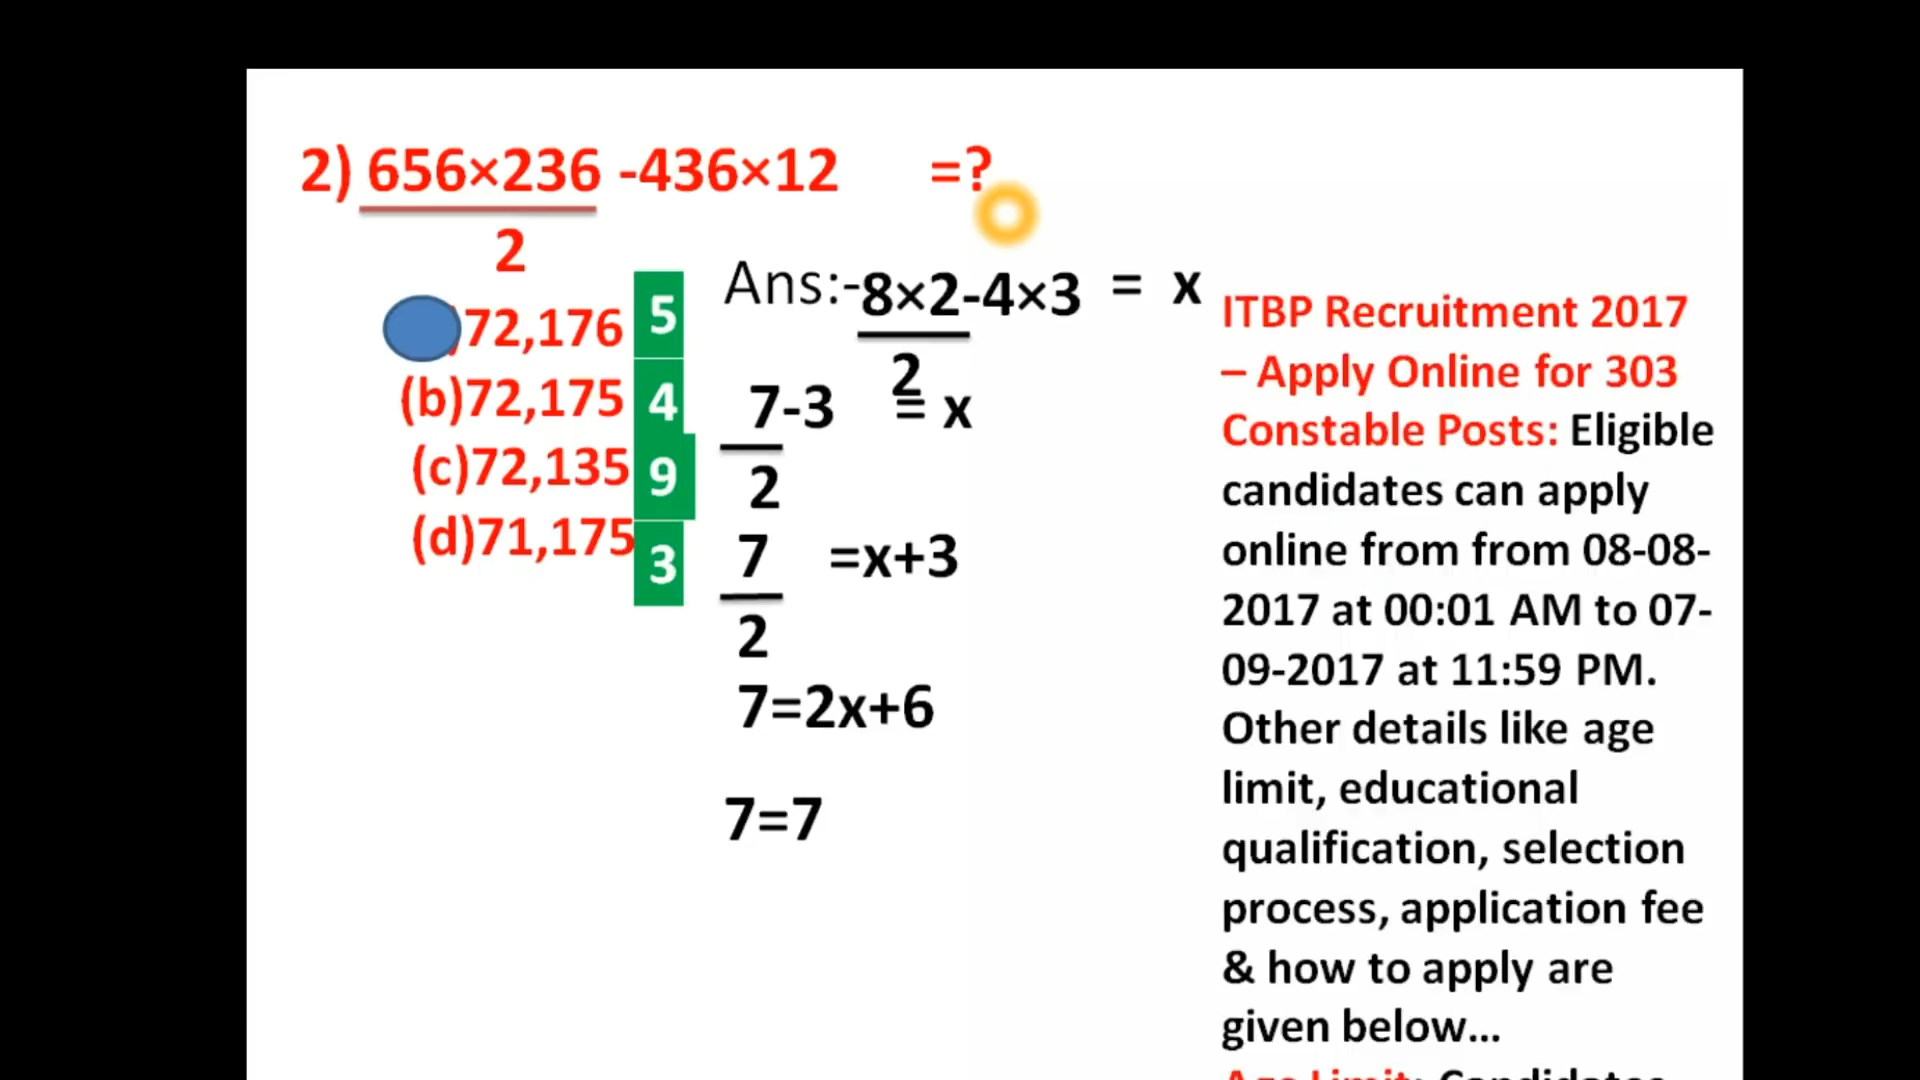 2) 656×236 -436×12 =?
2
)72,176 5
(b)72,175 4
(c)72,135 9
(d)71,175 3
Ans:-8×2-4×3 = x
2
7-3 = x
2
7 =x+3
2
7=2x+6
7=7
ITBP Recruitment 2017
– Apply Online for 303
Constable Posts: Eligible
candidates can apply
online from from 08-08-
2017 at 00:01 AM to 07-
09-2017 at 11:59 PM.
Other details like age
limit, educational
qualification, selection
process, application fee
& how to apply are
given below...
Age Limit: Candidates